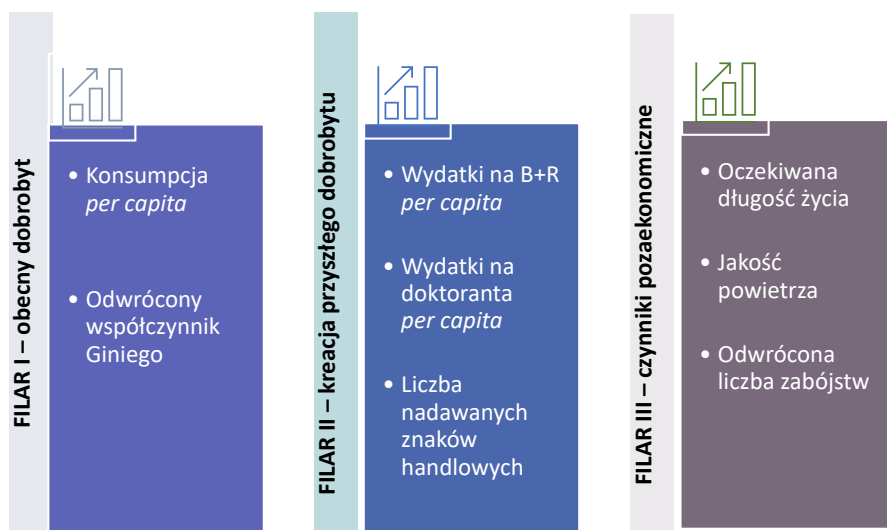 FILAR I – obecny dobrobyt
• Konsumpcja
per capita
• Odwrócony
współczynnik
Giniego
FILAR II – kreacja przyszłego dobrobytu
• Wydatki na B+R
per capita
• Wydatki na
doktoranta
per capita
• Liczba
nadawanych
znaków
handlowych
FILAR III – czynniki pozaekonomiczne
• Oczekiwana
długość życia
• Jakość
powietrza
• Odwrócona
liczba zabójstw